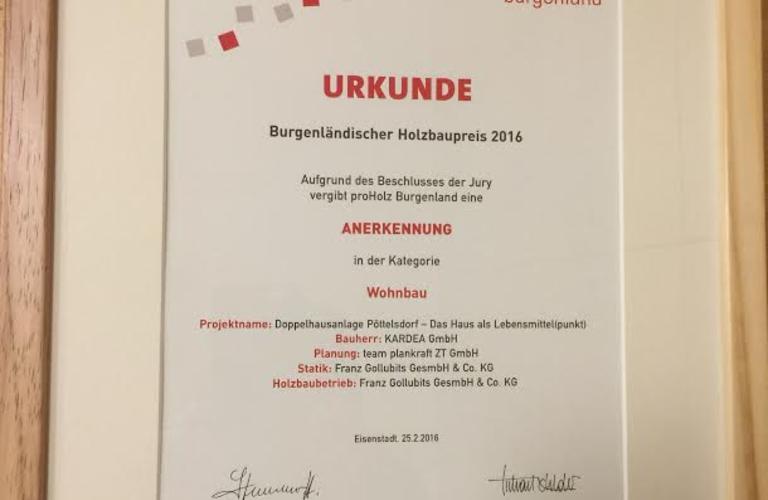 burgenland
URKUNDE
Burgenländischer Holzbaupreis 2016
Aufgrund des Beschlusses der Jury
vergibt proHolz Burgenland eine
ANERKENNUNG
in der Kategorie
Wohnbau
Projektname: Doppelhausanlage Pöttelsdorf – Das Haus als Lebensmittel(punkt)
Bauherr: KARDEA GmbH
Planung: team plankraft ZT GmbH
Statik: Franz Gollubits GesmbH & Co. KG
Holzbaubetrieb: Franz Gollubits GesmbH & Co. KG
Eisenstadt, 25.2.2016